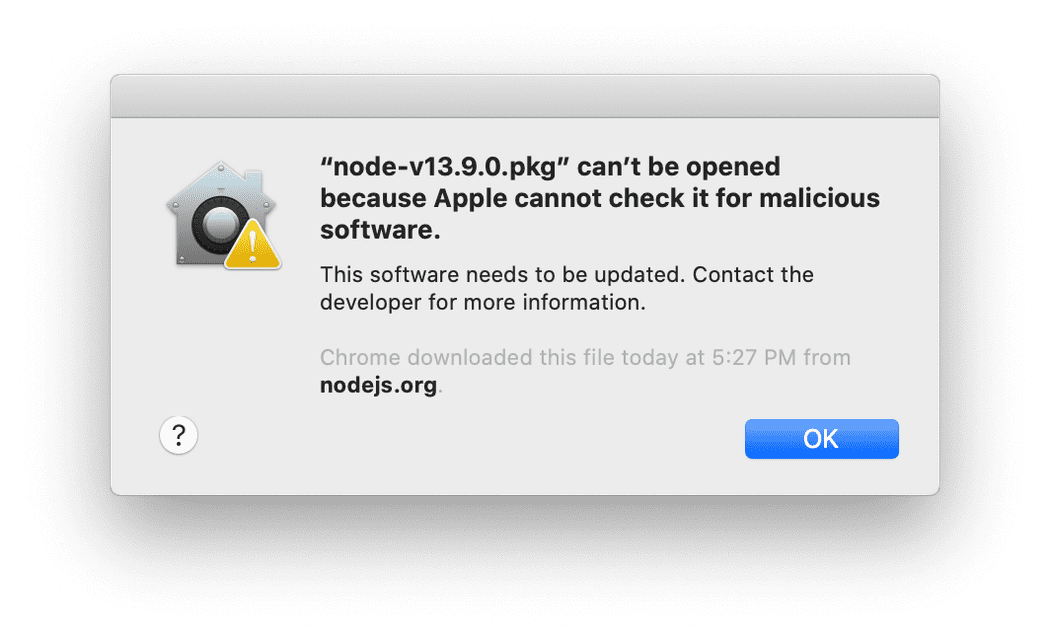 “node-v13.9.0.pkg” can’t be opened
because Apple cannot check it for malicious
software.
This software needs to be updated. Contact the
developer for more information.
Chrome downloaded this file today at 5:27 PM from
nodejs.org.
?
OK